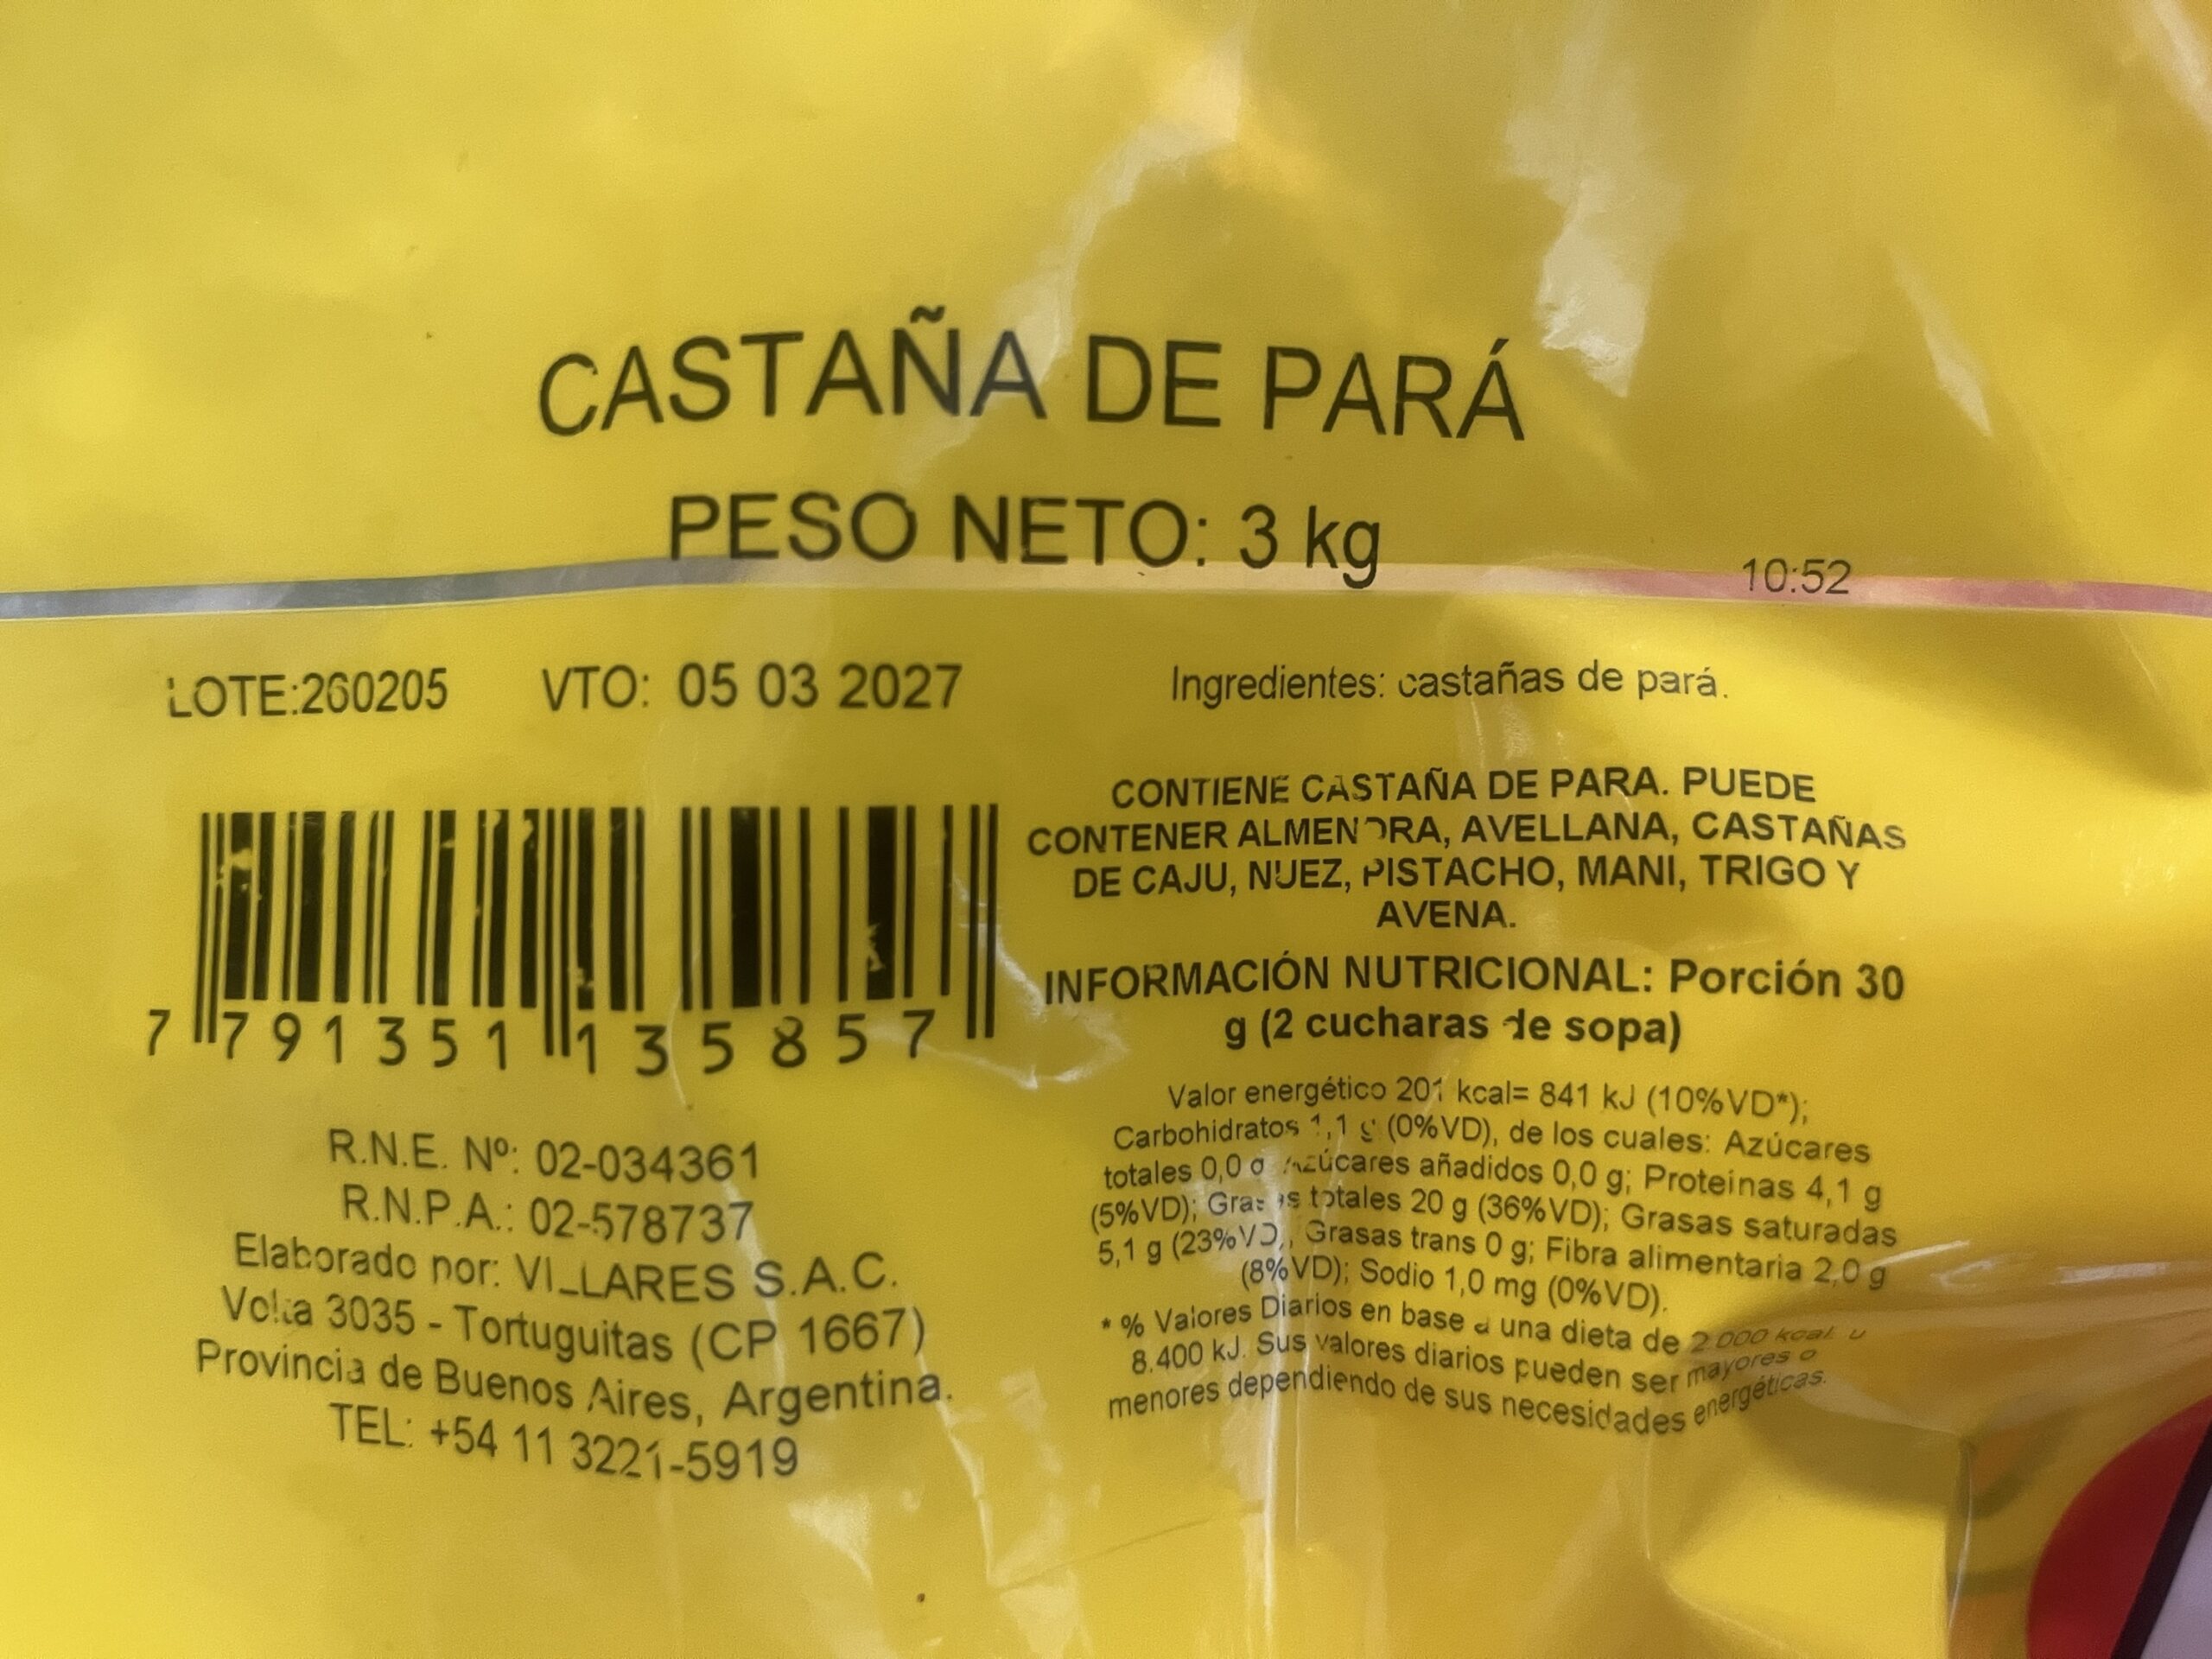 CASTAÑA DE PARÁ
PESO NETO: 3 kg
10:52
LOTE:260205 VTO: 05 03 2027
7 791351 135857
R.N.E. Nº: 02-034361
R.N.P.A.: 02-578737
Elaborado por: VILLARES S.A.C.
Volta 3035 - Tortuguitas (CP 1667)
Provincia de Buenos Aires, Argentina.
TEL: +54 11 3221-5919
Ingredientes: castañas de pará.
CONTIENE CASTAÑA DE PARA. PUEDE
CONTENER ALMENDRA, AVELLANA, CASTAÑAS
DE CAJU, NUEZ, PISTACHO, MANI, TRIGO Y
AVENA.
INFORMACIÓN NUTRICIONAL: Porción 30
g (2 cucharas de sopa)
Valor energético 201 kcal= 841 kJ (10%VD*);
Carbohidratos 1,1 g (0%VD), de los cuales: Azúcares
totales 0,0 g Azúcares añadidos 0,0 g; Proteínas 4,1 g
(5%VD); Grasas totales 20 g (36%VD); Grasas saturadas
5,1 g (23%VD), Grasas trans 0 g; Fibra alimentaria 2,0 g
(8%VD); Sodio 1,0 mg (0%VD).
* % Valores Diarios en base a una dieta de 2.000 kcal u
8.400 kJ. Sus valores diarios pueden ser mayores o
menores dependiendo de sus necesidades energéticas.